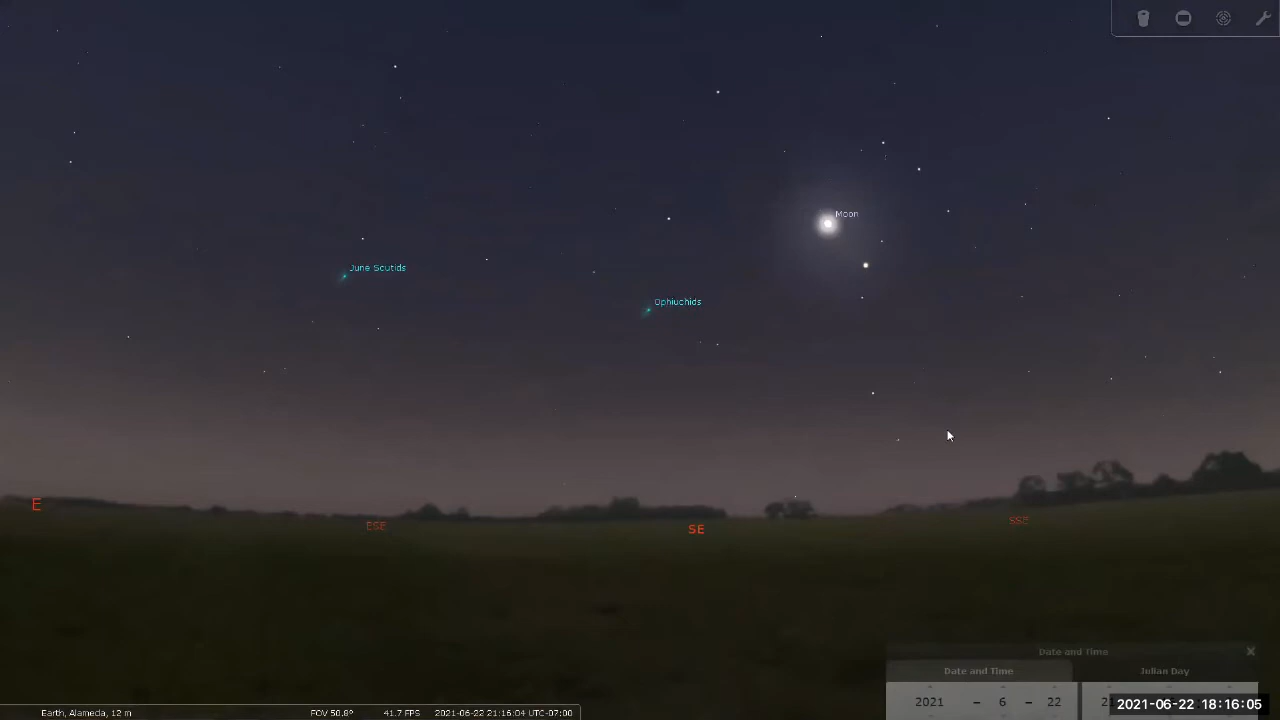 Moon
June Scutids
Ophiuchids
E
ESE
SE
SSE
Date and Time
Date and Time
Julian Day
2021 - 6 - 22
2021-06-22 18:16:05
Earth, Alameda, 12 m
FOV 50.8°
41.7 FPS
2021-06-22 21:16:04 UTC-07:00